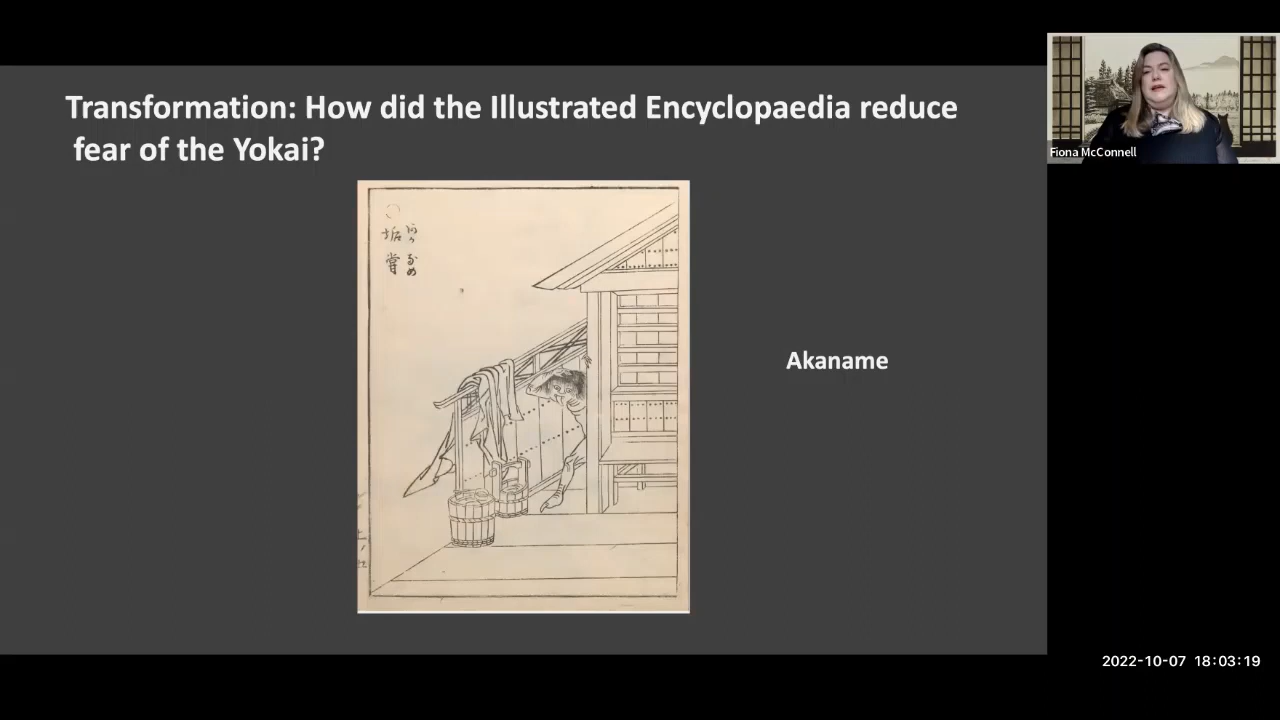 Transformation: How did the Illustrated Encyclopaedia reduce
fear of the Yokai?
Fiona McConnell
垢嘗
あかなめ
Akaname
2022-10-07 18:03:19